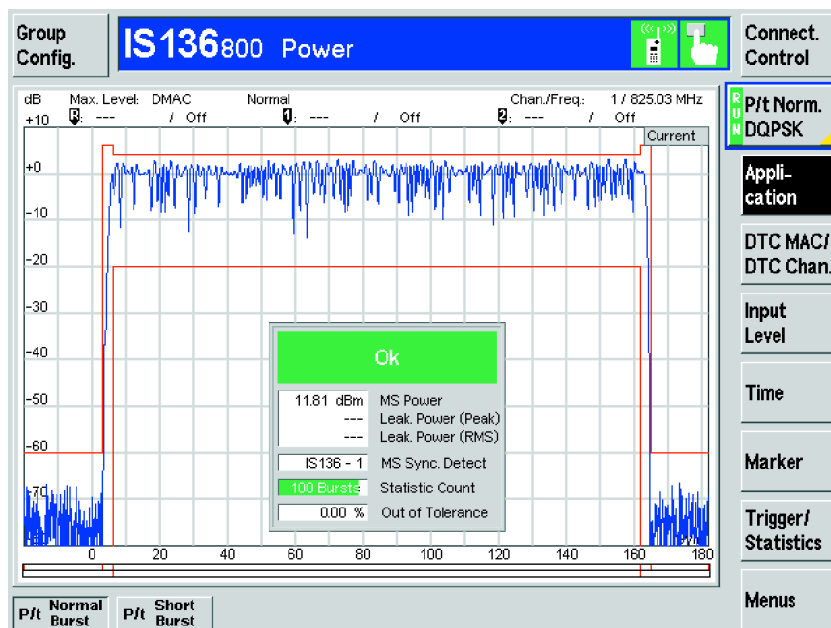 Group
Config.
IS136800 Power
Connect.
Control
dB Max. Level: DMAC Normal Chan./Freq.: 1 / 825.03 MHz
R: --- / Off 1: --- / Off 2: --- / Off
Current
+10
+0
-10
-20
-30
-40
-50
-60
-70
0 20 40 60 80 100 120 140 160 180
Ok
11.81 dBm MS Power
--- Leak. Power (Peak)
--- Leak. Power (RMS)
IS136 - 1 MS Sync. Detect
100 Bursts Statistic Count
0.00 % Out of Tolerance
RUN
P/t Norm.
DQPSK
Appli-
cation
DTC MAC/
DTC Chan.
Input
Level
Time
Marker
Trigger/
Statistics
Menus
P/t Normal
Burst
P/t Short
Burst